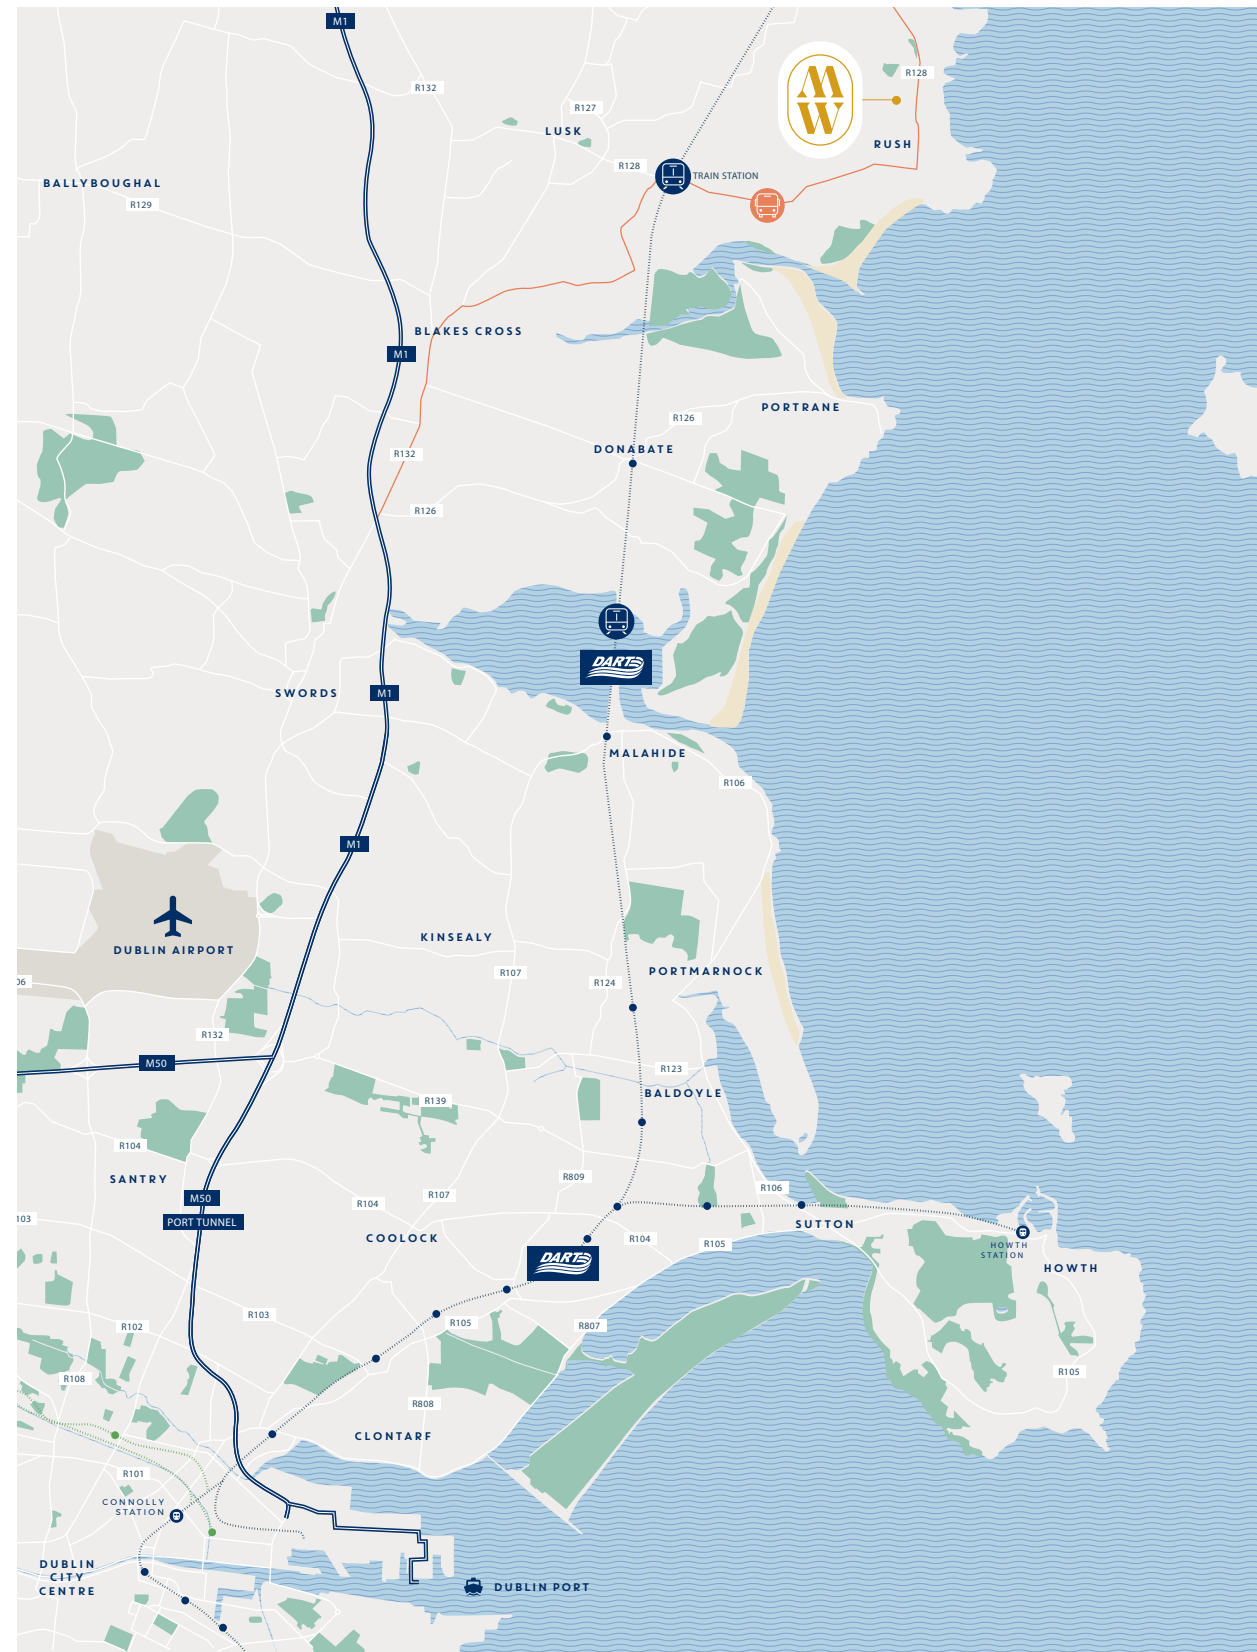 M1
R128
R132
R127
LUSK
MW
RUSH
R128
TRAIN STATION
BALLYBOUGHAL
R129
BLAKES CROSS
M1
PORTRANE
R126
DONABATE
R132
R126
DART
SWORDS
M1
MALAHIDE
R106
M1
DUBLIN AIRPORT
KINSEALY
R107
PORTMARNOCK
R124
06
R132
M50
R123
BALDOYLE
R139
R104
SANTRY
R809
R106
M50
PORT TUNNEL
R104
R107
103
COOLOCK
R104
R105
SUTTON
HOWTH
STATION
HOWTH
DART
R103
R102
R105
R807
R108
R105
R808
CLONTARF
R101
CONNOLLY
STATION
DUBLIN
CITY
CENTRE
DUBLIN PORT